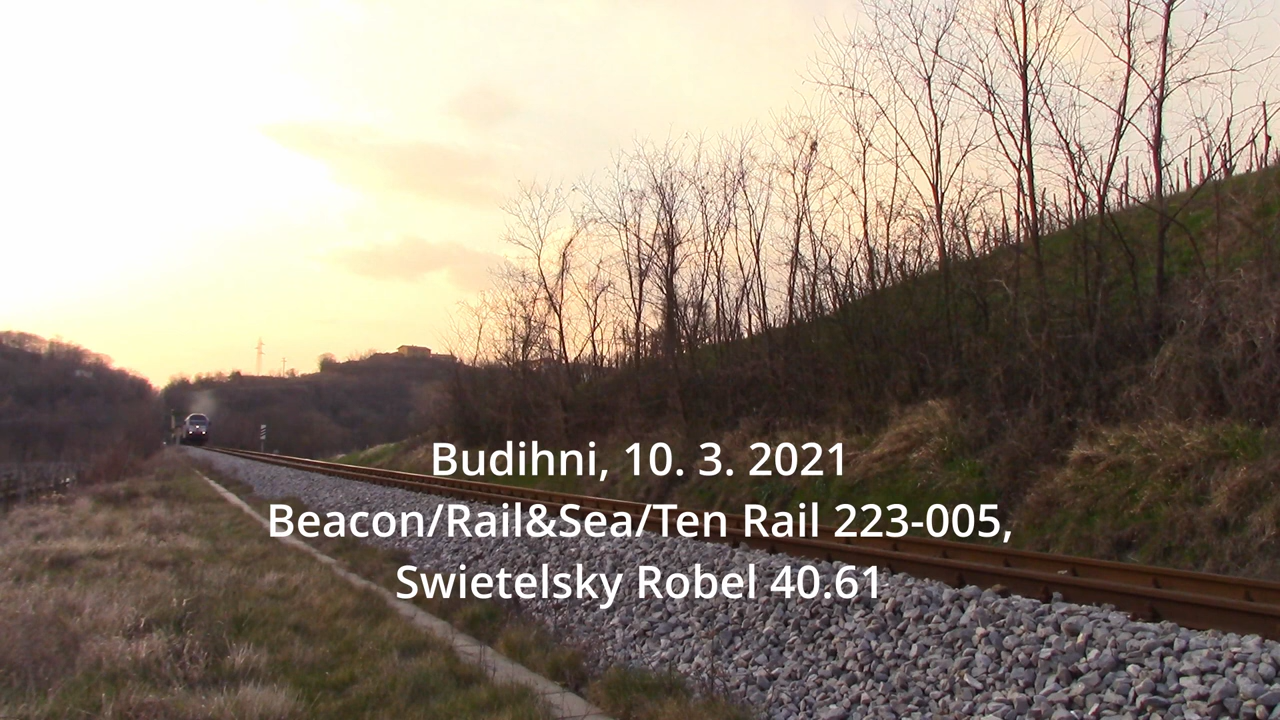 Budihni, 10. 3. 2021
Beacon/Rail&Sea/Ten Rail 223-005,
Swietelsky Robel 40.61